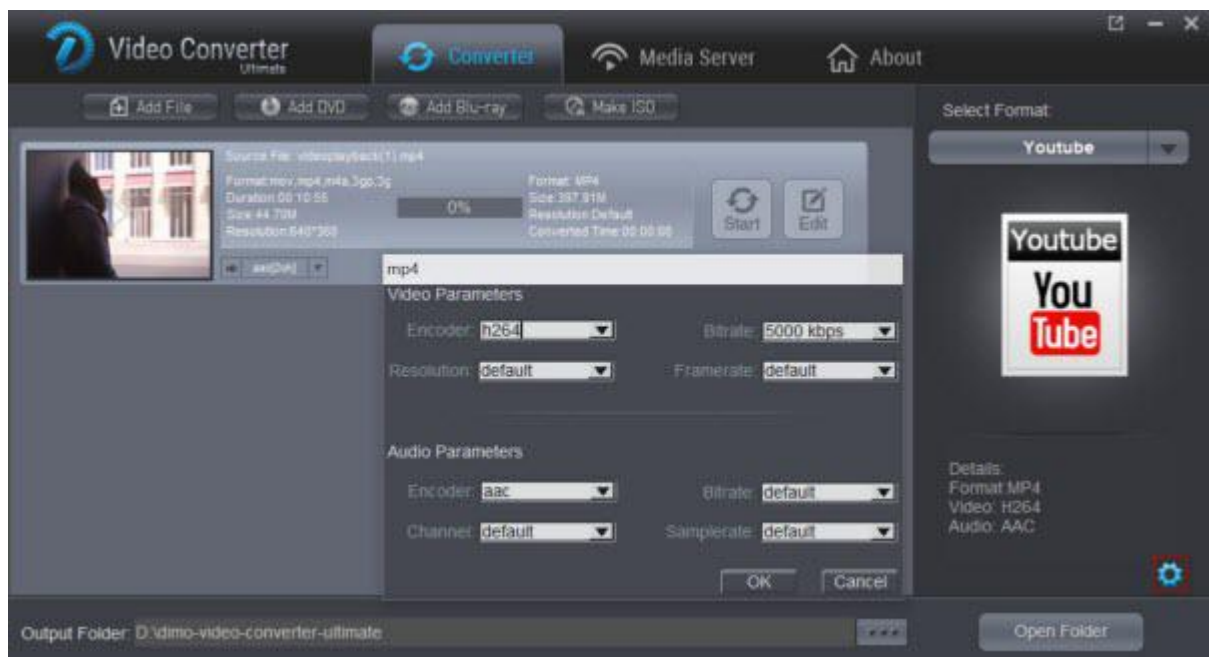 Video Converter
Ultimate
Converter
Media Server
About
Add File
Add DVD
Add Blu-ray
Make ISO
Select Format:
Youtube
Source File: videoplayback(1).mp4
Format:mov,mp4,m4a,3gp,3g
Duration:00:10:56
Size:44.70M
Resolution:640*360
0%
Format: MP4
Size:397.91M
Resolution:Default
Converted Time:00:00:00
Start
Edit
Youtube
You
Tube
mp4
Video Parameters
Encoder: h264
Bitrate: 5000 kbps
Resolution: default
Framerate: default
Audio Parameters
Encoder: aac
Bitrate: default
Channel: default
Samplerate: default
OK
Cancel
Details:
Format:MP4
Video: H264
Audio: AAC
Output Folder: D:\dimo-video-converter-ultimate
Open Folder